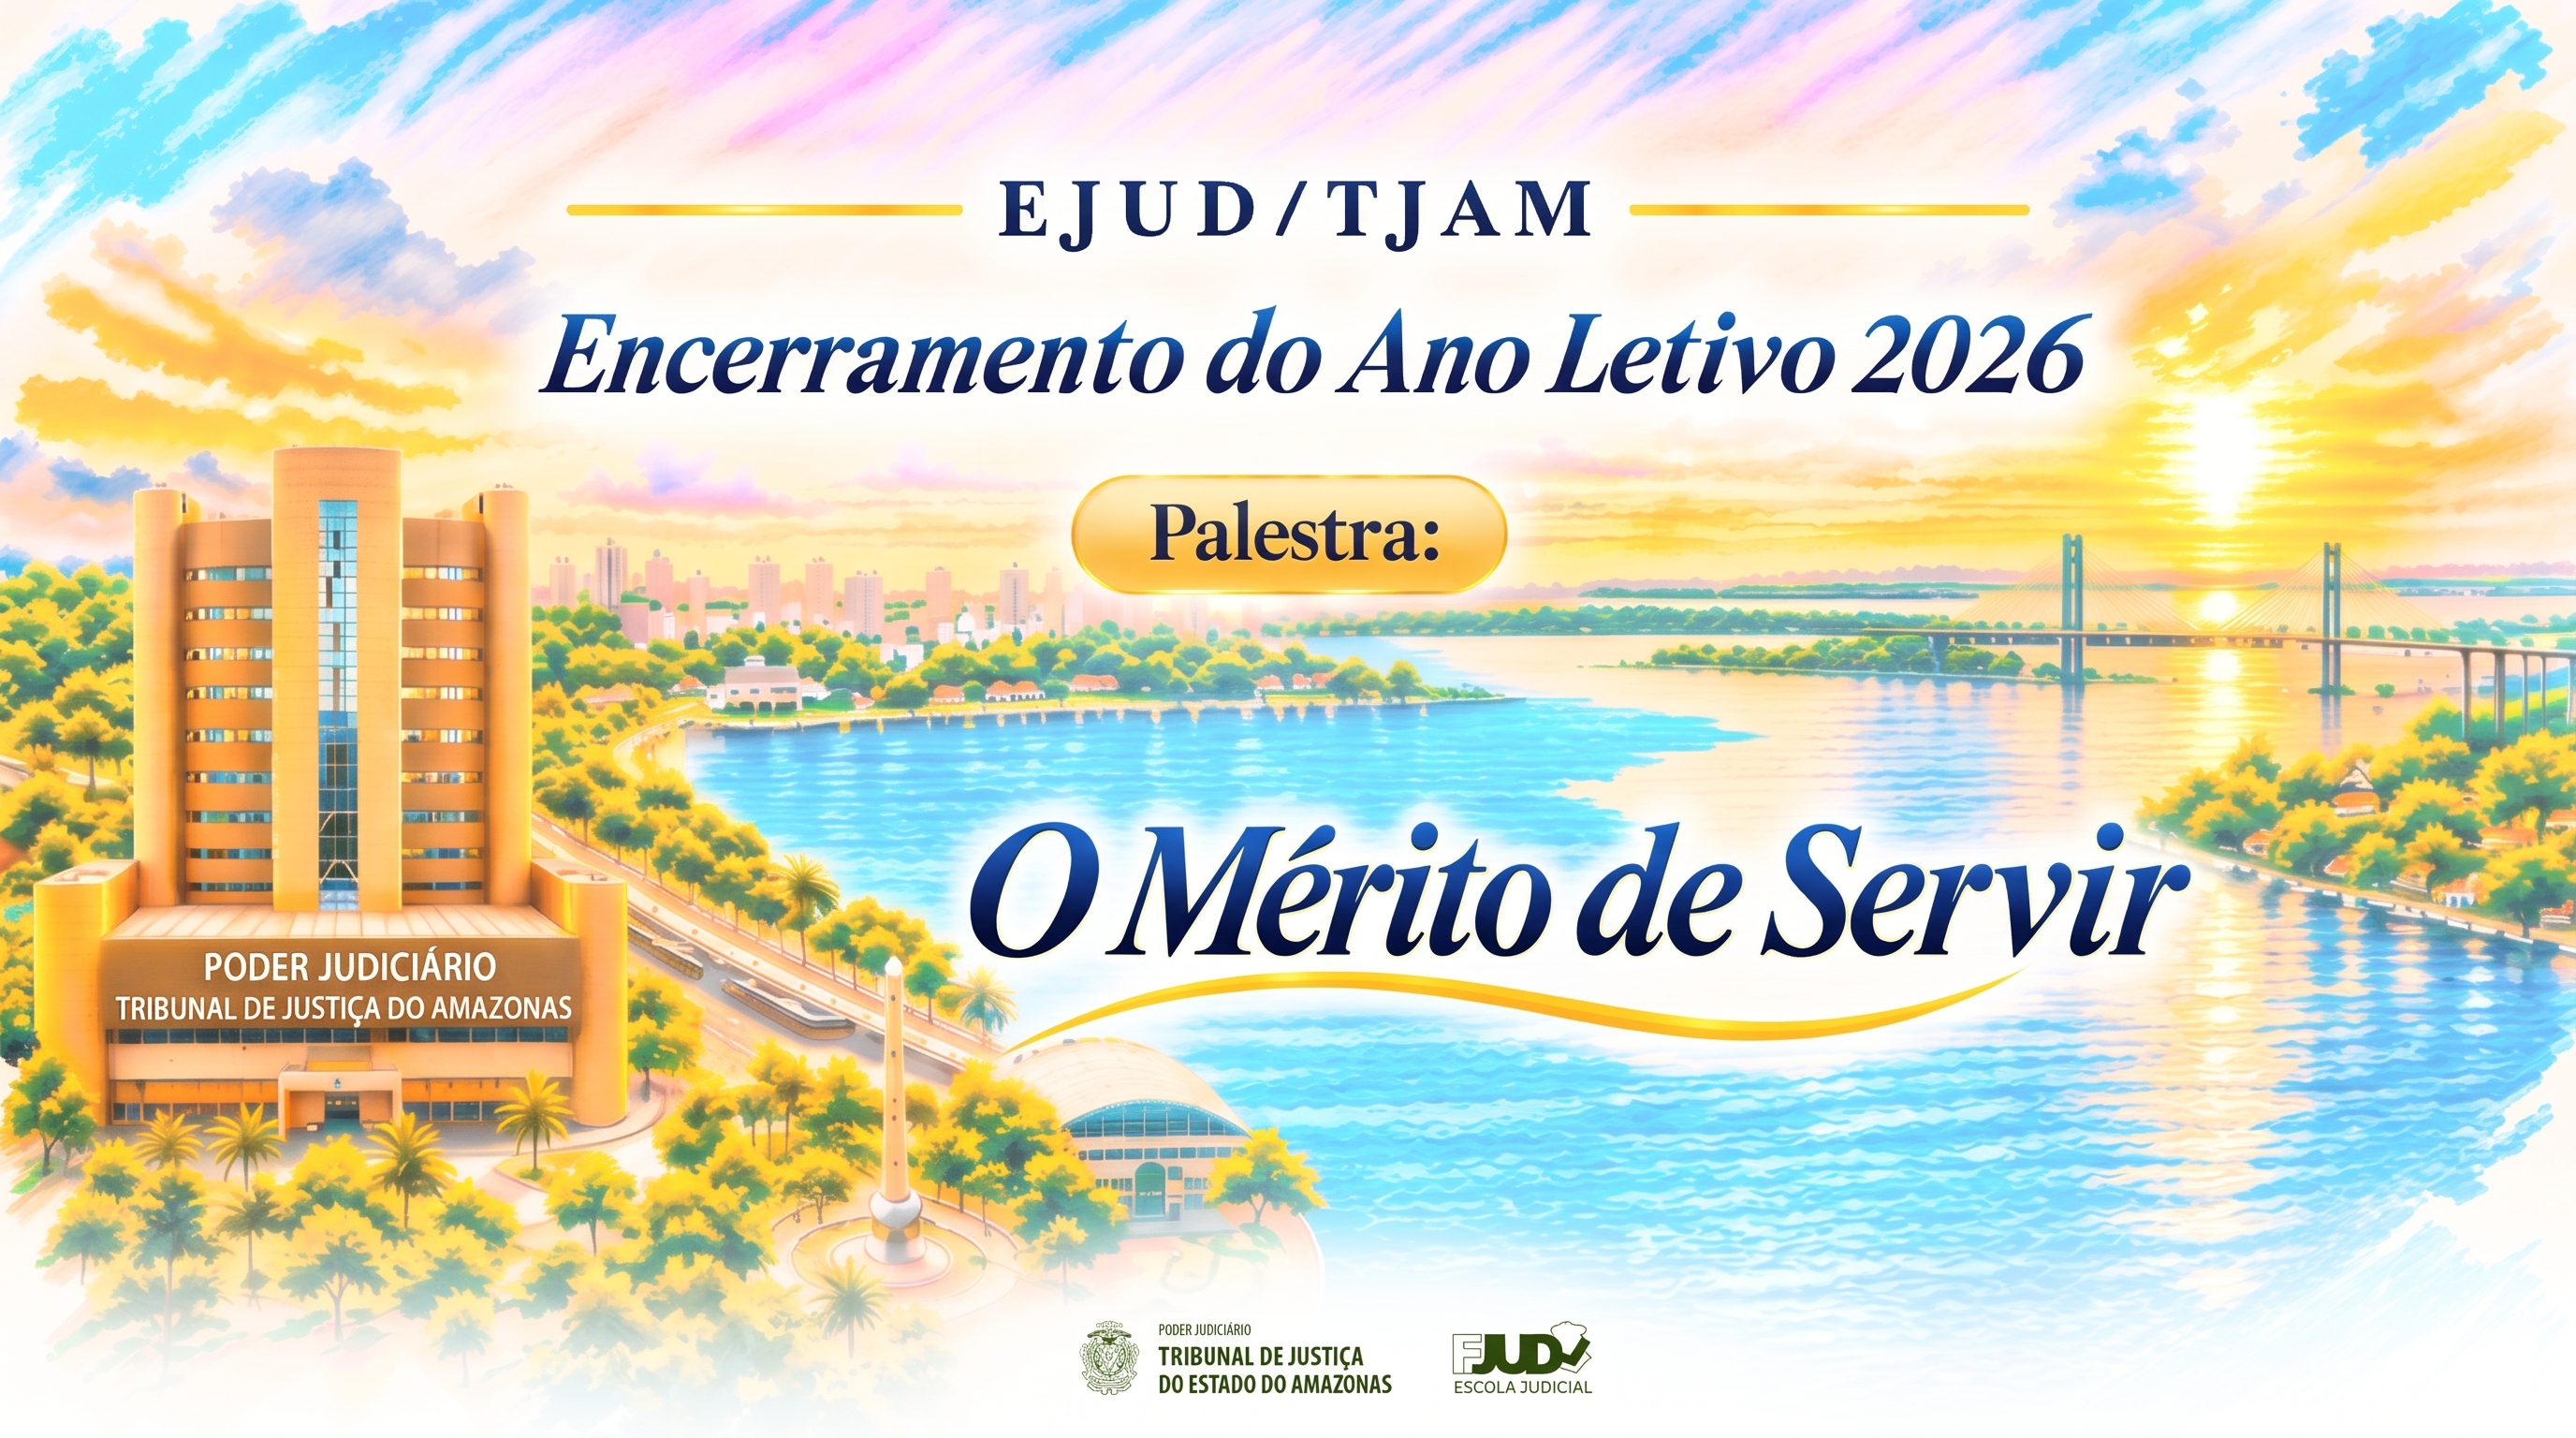 EJUD/TJAM
Encerramento do Ano Letivo 2026
Palestra:
O Mérito de Servir
PODER JUDICIÁRIO
TRIBUNAL DE JUSTIÇA DO AMAZONAS
PODER JUDICIÁRIO
TRIBUNAL DE JUSTIÇA
DO ESTADO DO AMAZONAS
EJUD
ESCOLA JUDICIAL